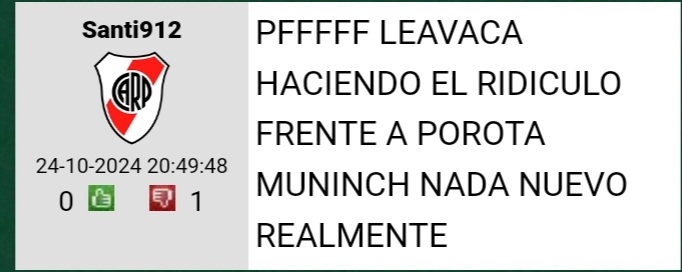 Santi912
CARP
24-10-2024 20:49:48
0 1
PFFFFF LEAVACA
HACIENDO EL RIDICULO
FRENTE A POROTA
MUNINCH NADA NUEVO
REALMENTE